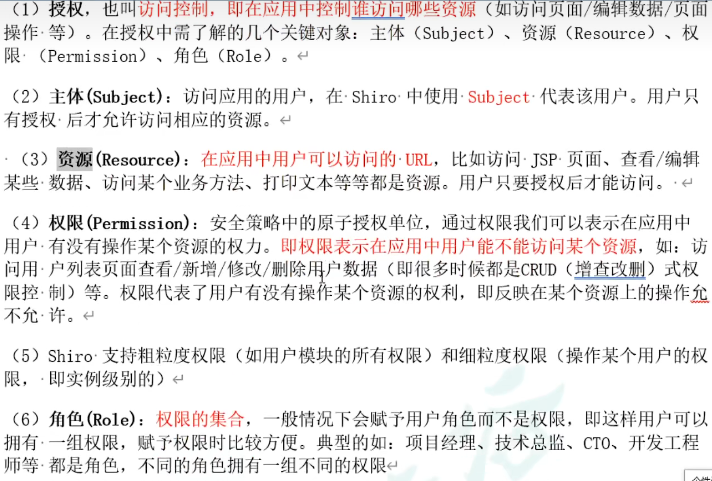 （1）授权，也叫访问控制，即在应用中控制谁访问哪些资源（如访问页面/编辑数据/页面
操作 等）。在授权中需了解的几个关键对象：主体（Subject）、资源（Resource）、权
限 （Permission）、角色（Role）。
（2）主体(Subject)：访问应用的用户，在 Shiro 中使用 Subject 代表该用户。用户只
有授权 后才允许访问相应的资源。
（3）资源(Resource)：在应用中用户可以访问的 URL，比如访问 JSP 页面、查看/编辑
某些 数据、访问某个业务方法、打印文本等等都是资源。用户只要授权后才能访问。
（4）权限(Permission)：安全策略中的原子授权单位，通过权限我们可以表示在应用中
用户 有没有操作某个资源的权力。即权限表示在应用中用户能不能访问某个资源，如：访
问用 户列表页面查看/新增/修改/删除用户数据（即很多时候都是CRUD（增查改删）式权
限控 制）等。权限代表了用户有没有操作某个资源的权利，即反映在某个资源上的操作允
不允 许。
（5）Shiro 支持粗粒度权限（如用户模块的所有权限）和细粒度权限（操作某个用户的权
限， 即实例级别的）
（6）角色(Role)：权限的集合，一般情况下会赋予用户角色而不是权限，即这样用户可以
拥有 一组权限，赋予权限时比较方便。典型的如：项目经理、技术总监、CTO、开发工程
师等 都是角色，不同的角色拥有一组不同的权限